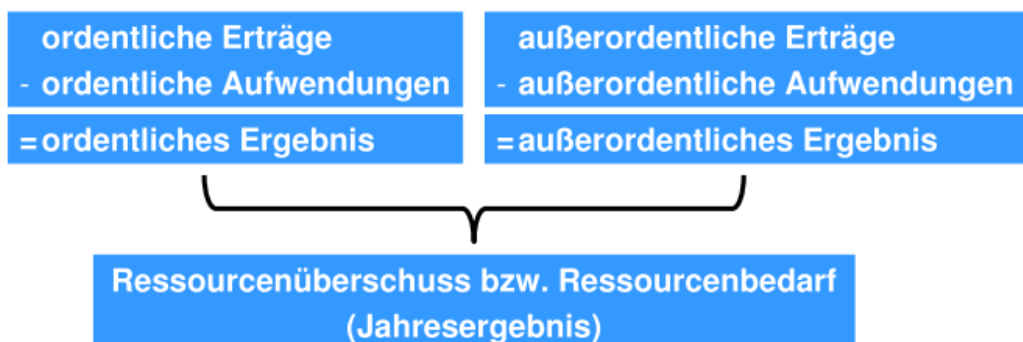 ordentliche Erträge
- ordentliche Aufwendungen
= ordentliches Ergebnis
außerordentliche Erträge
- außerordentliche Aufwendungen
= außerordentliches Ergebnis
Ressourcenüberschuss bzw. Ressourcenbedarf
(Jahresergebnis)